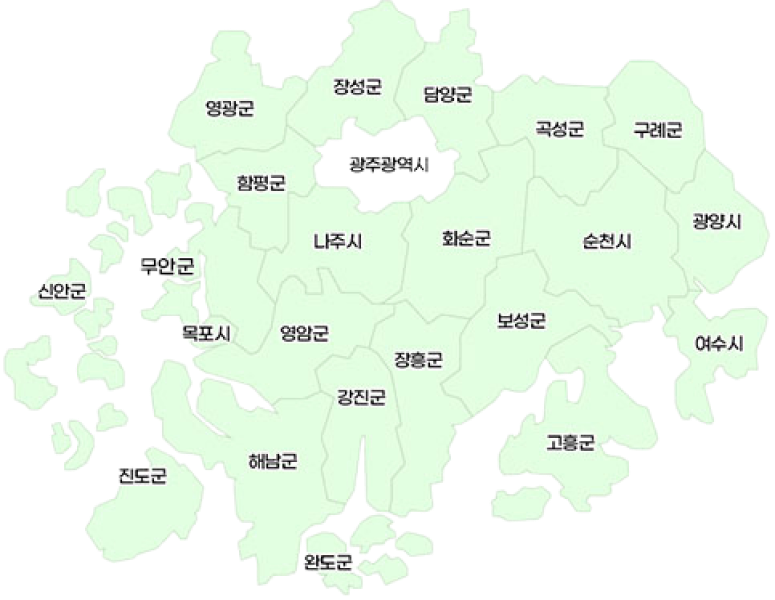 장성군
담양군
영광군
곡성군
구례군
광주광역시
함평군
광양시
나주시
화순군
순천시
무안군
신안군
보성군
목포시
영암군
여수시
장흥군
강진군
고흥군
해남군
진도군
완도군